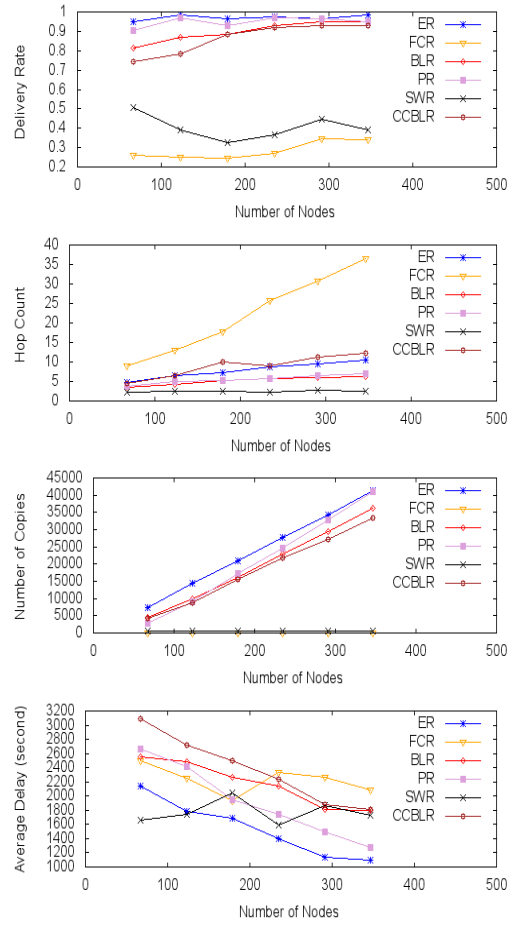 1
0.9
0.8
0.7
0.6
0.5
0.4
0.3
0.2
0 100 200 300 400 500
Delivery Rate
Number of Nodes
ER
FCR
BLR
PR
SWR
CCBLR
40
35
30
25
20
15
10
5
0
0 100 200 300 400 500
Hop Count
Number of Nodes
ER
FCR
BLR
PR
SWR
CCBLR
45000
40000
35000
30000
25000
20000
15000
10000
5000
0
0 100 200 300 400 500
Number of Copies
Number of Nodes
ER
FCR
BLR
PR
SWR
CCBLR
3200
3000
2800
2600
2400
2200
2000
1800
1600
1400
1200
1000
0 100 200 300 400 500
Average Delay (second)
Number of Nodes
ER
FCR
BLR
PR
SWR
CCBLR